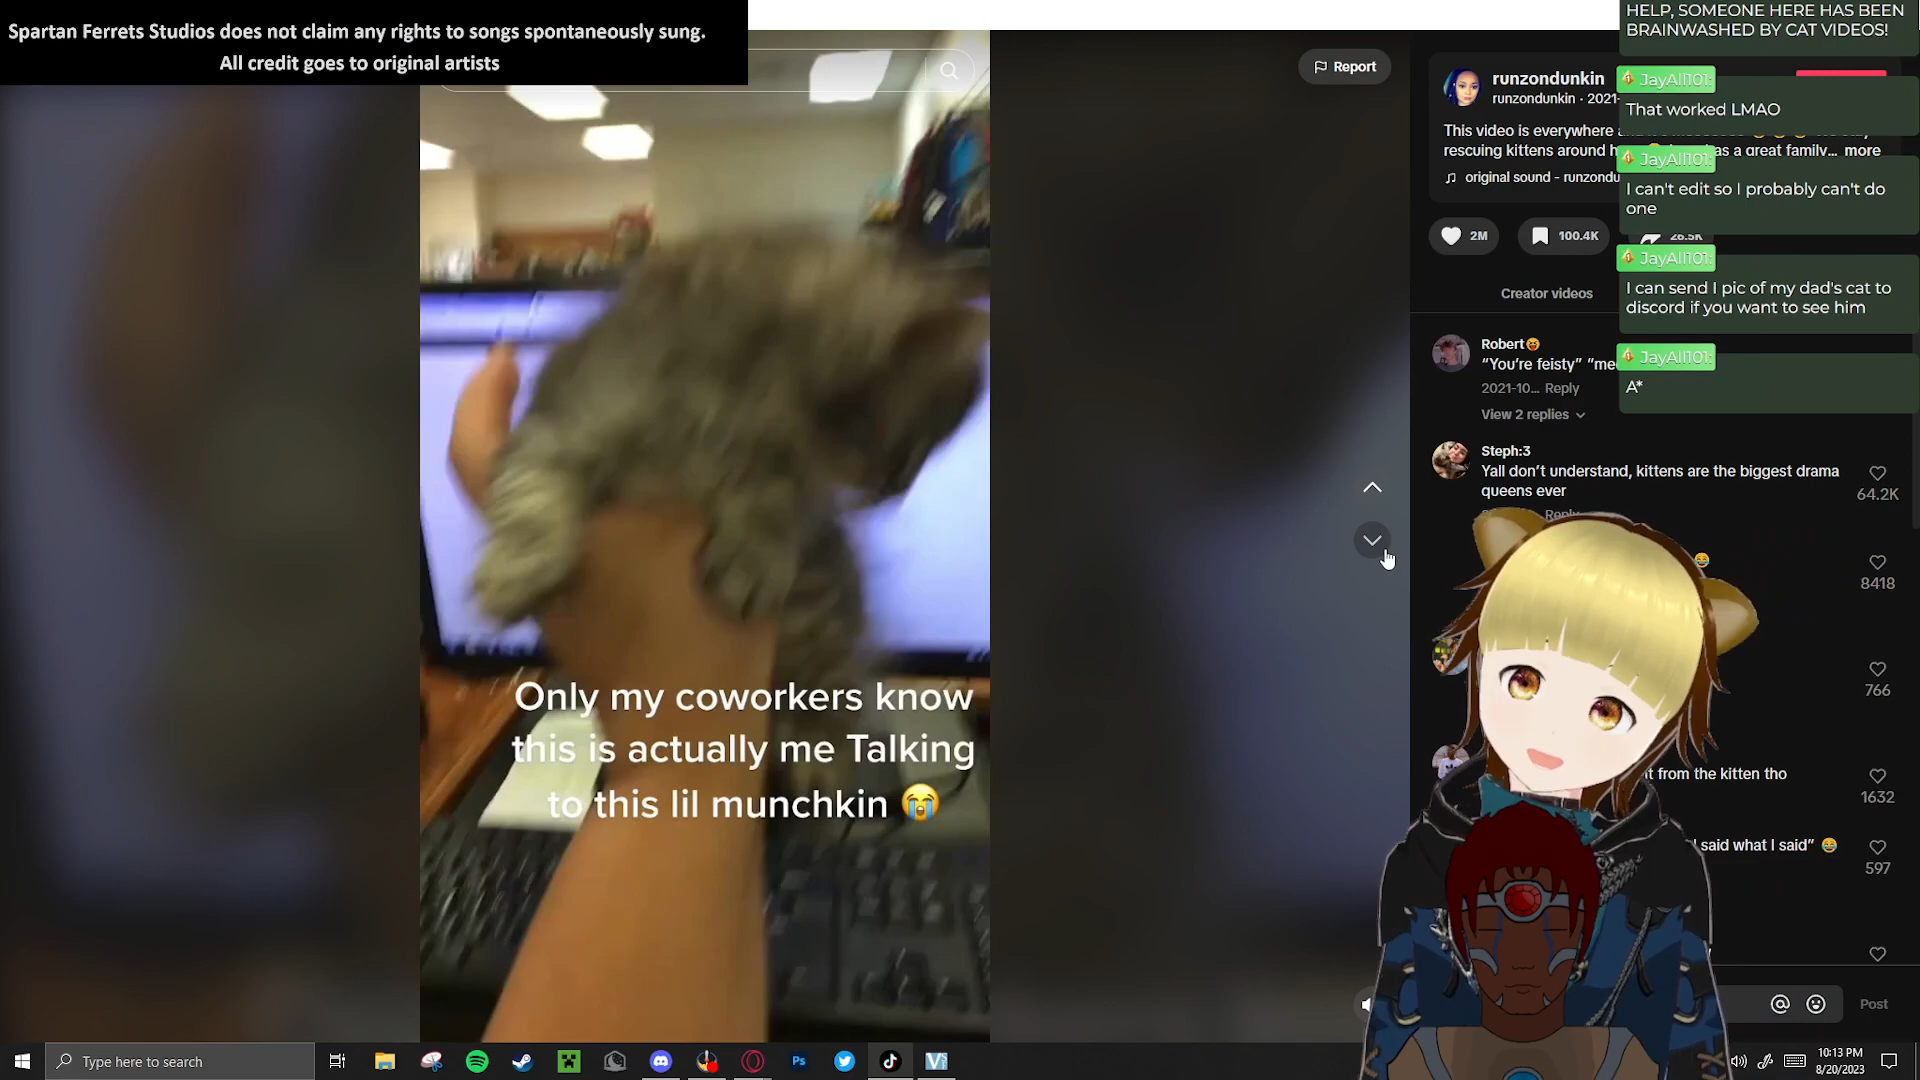 Spartan Ferrets Studios does not claim any rights to songs spontaneously sung.
All credit goes to original artists
Report
runzondunkin
runzondunkin · 2021-
This video is everywhere
rescuing kittens around
as a great family... more
original sound - runzondu
2M
100.4K
26.5K
Creator videos
Robert😝
"You're feisty" "me
2021-10... Reply
View 2 replies
Steph:3
Yall don't understand, kittens are the biggest drama
queens ever
Reply
64.2K
😂
8418
766
t from the kitten tho
1632
I said what I said" 😂
597
Post
HELP, SOMEONE HERE HAS BEEN
BRAINWASHED BY CAT VIDEOS!
JayAll101:
That worked LMAO
JayAll101:
I can't edit so I probably can't do
one
JayAll101:
I can send I pic of my dad's cat to
discord if you want to see him
JayAll101:
A*
Only my coworkers know
this is actually me Talking
to this lil munchkin 😭
Type here to search
Ps
10:13 PM
8/20/2023